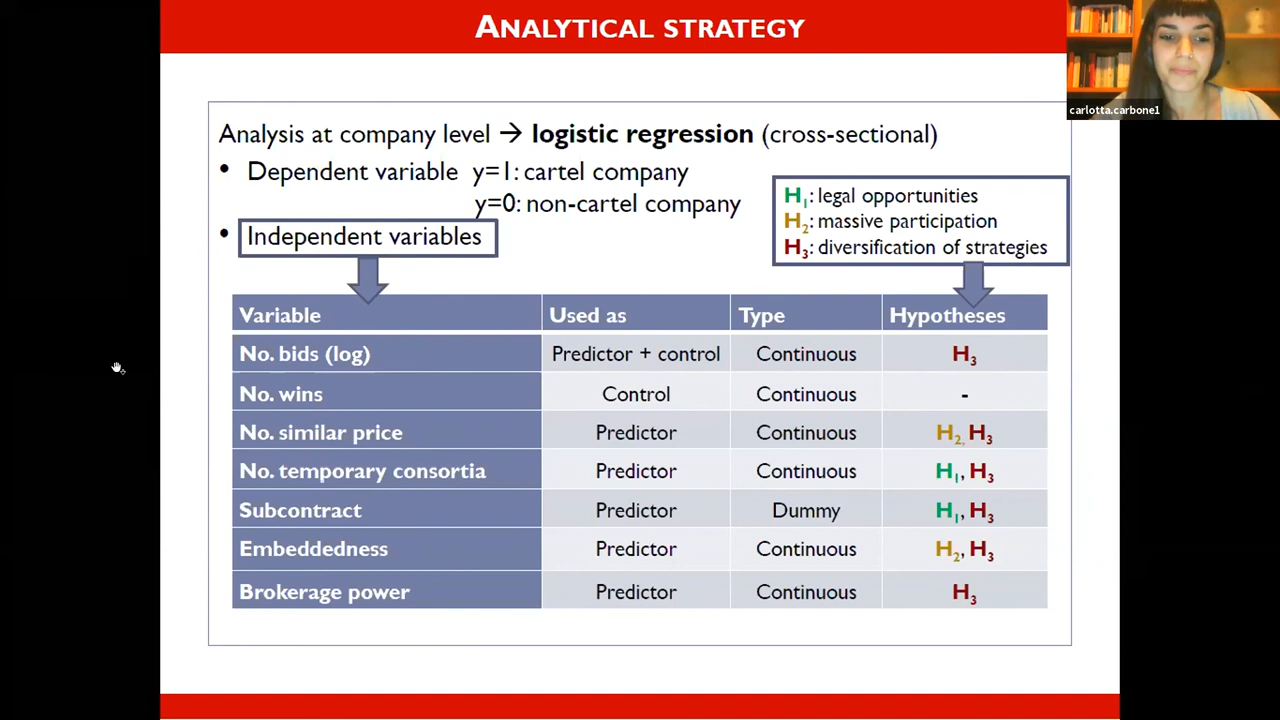 ANALYTICAL STRATEGY
carlotta.carbone1
Analysis at company level → logistic regression (cross-sectional)
• Dependent variable y=1: cartel company
y=0: non-cartel company
• Independent variables
H1: legal opportunities
H2: massive participation
H3: diversification of strategies
Variable Used as Type Hypotheses
No. bids (log) Predictor + control Continuous H3
No. wins Control Continuous -
No. similar price Predictor Continuous H2, H3
No. temporary consortia Predictor Continuous H1, H3
Subcontract Predictor Dummy H1, H3
Embeddedness Predictor Continuous H2, H3
Brokerage power Predictor Continuous H3